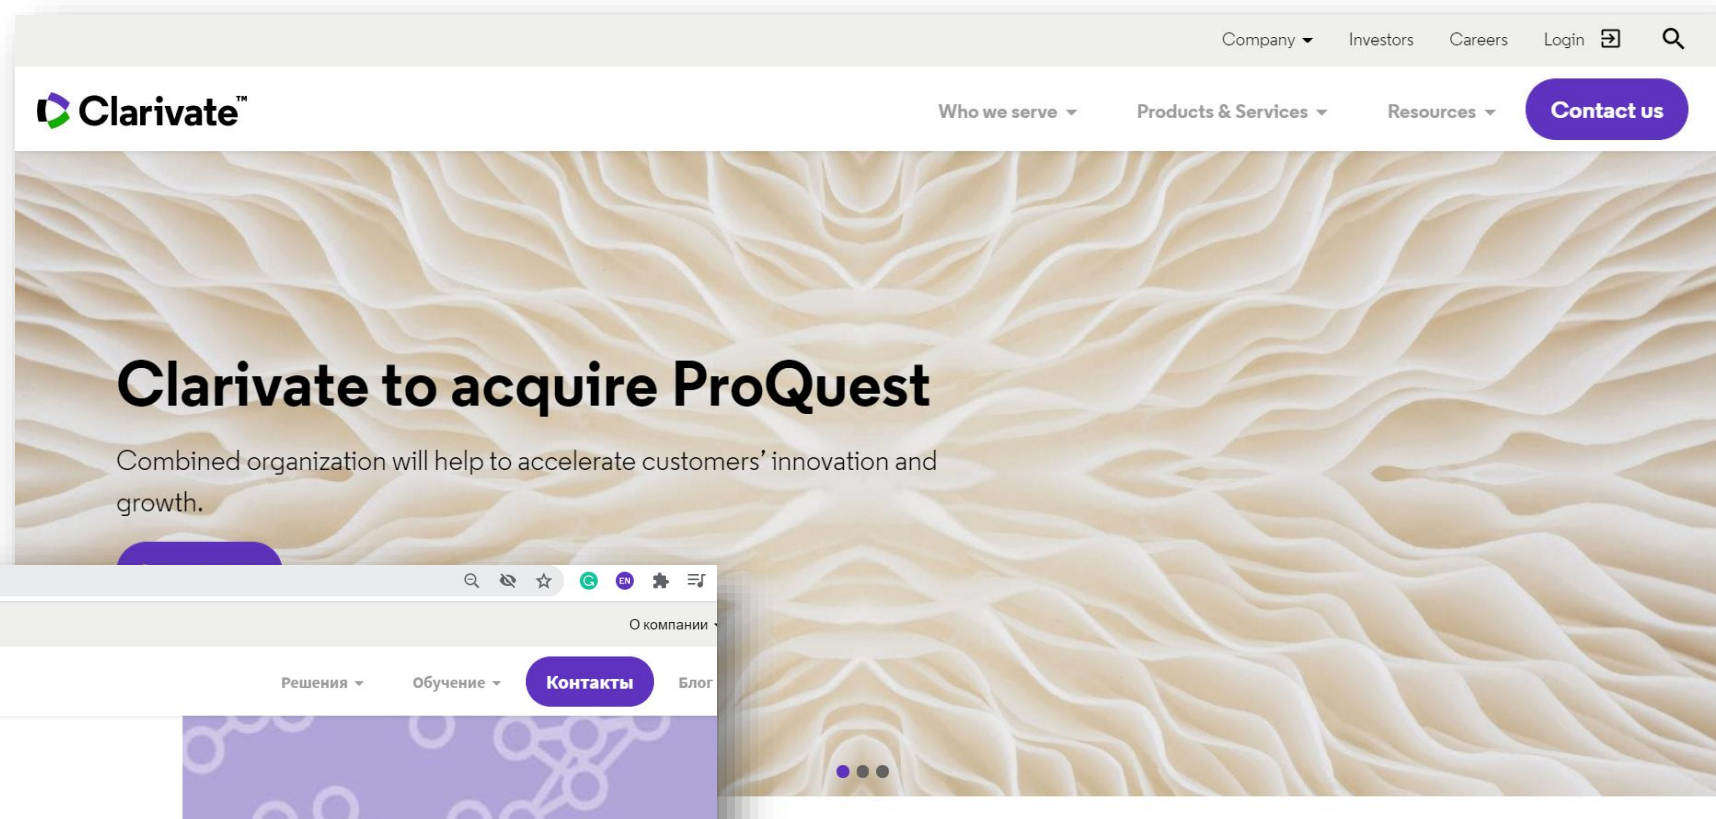 Company Investors Careers Login
Clarivate™
Who we serve Products & Services Resources Contact us
Clarivate to acquire ProQuest
Combined organization will help to accelerate customers’ innovation and
growth.
EN
О компании
Решения Обучение Контакты Блог